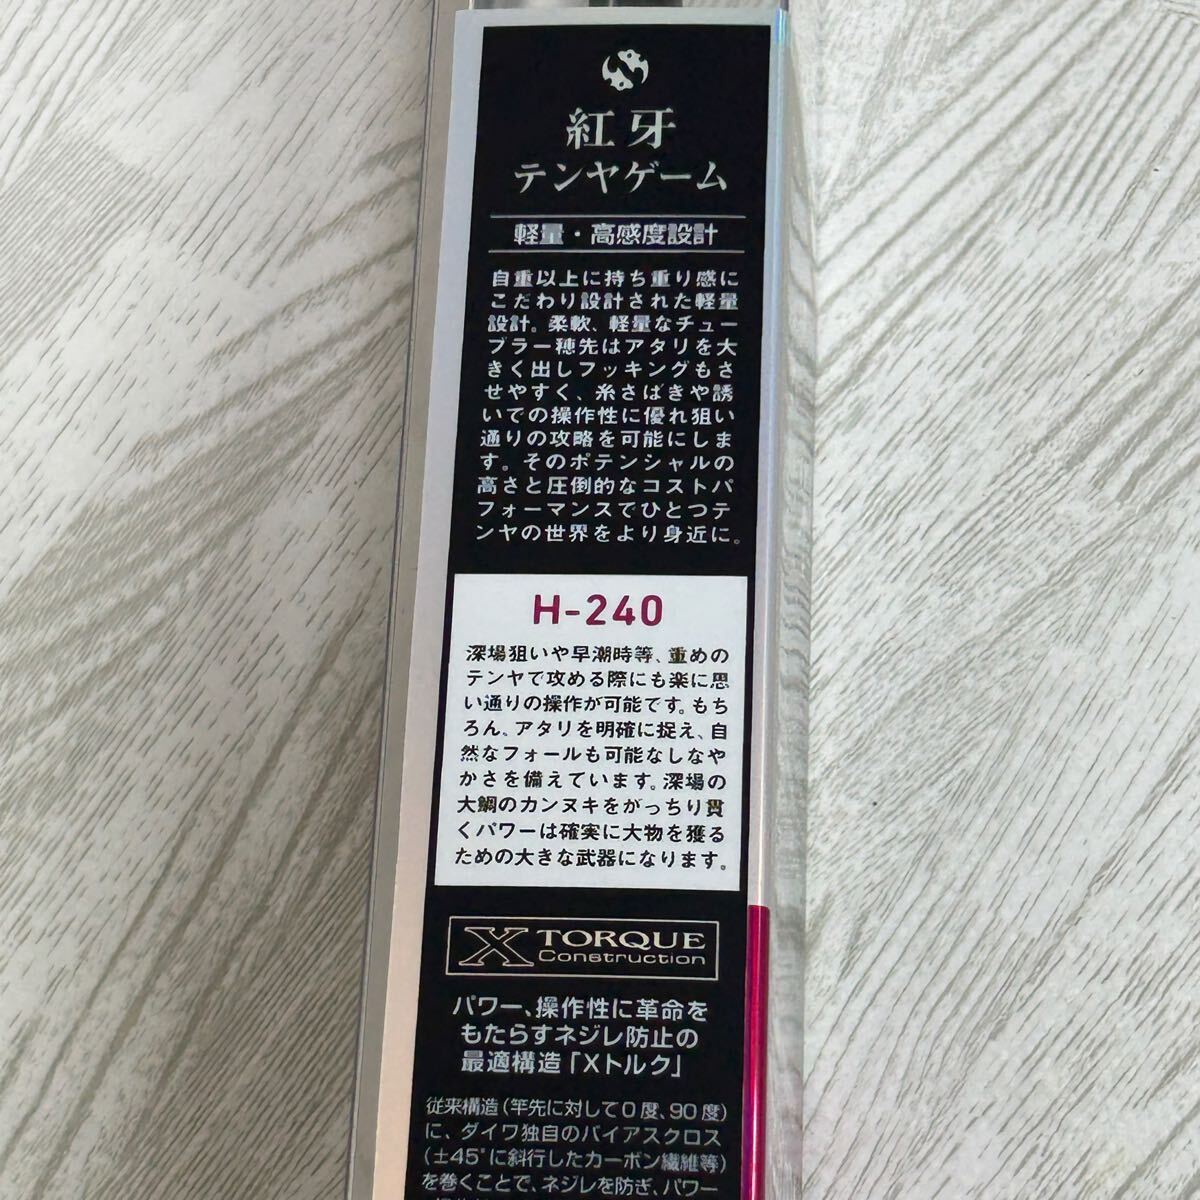 紅牙
テンヤゲーム
軽量・高感度設計
自重以上に持ち重り感に
こだわり設計された軽量
設計。柔軟、軽量なチュー
ブラー穂先はアタリを大
きく出しフッキングもさ
せやすく、糸さばきや誘
いでの操作性に優れ狙い
通りの攻略を可能にしま
す。そのポテンシャルの
高さと圧倒的なコストパ
フォーマンスでひとつテ
ンヤの世界をより身近に。
H-240
深場狙いや早潮時等、重めの
テンヤで攻める際にも楽に思
い通りの操作が可能です。もち
ろん、アタリを明確に捉え、自
然なフォールも可能なしなや
かさを備えています。深場の
大鯛のカンヌキをがっちり貫
くパワーは確実に大物を獲る
ための大きな武器になります。
X TORQUE
Construction
パワー、操作性に革命を
もたらすネジレ防止の
最適構造「Xトルク」
従来構造(竿先に対して0度、90度)
に、ダイワ独自のバイアスクロス
(±45°に斜行したカーボン繊維等)
を巻くことで、ネジレを防ぎ、パワー